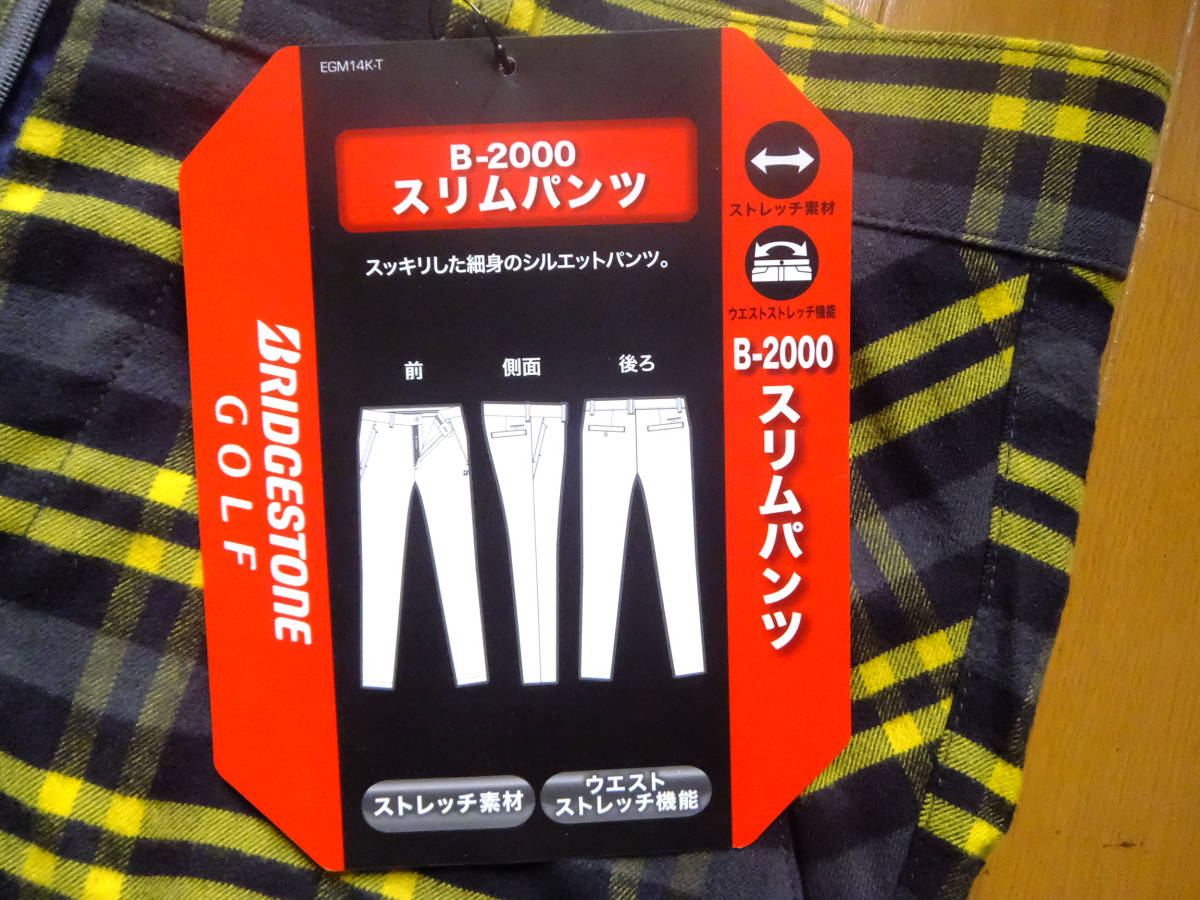 EGM14K-T
B-2000
スリムパンツ
スッキリした細身のシルエットパンツ。
前
側面
後ろ
ストレッチ素材
ウエスト
ストレッチ機能
BRIDGESTONE
GOLF
ストレッチ素材
ウエストストレッチ機能
B-2000
スリムパンツ